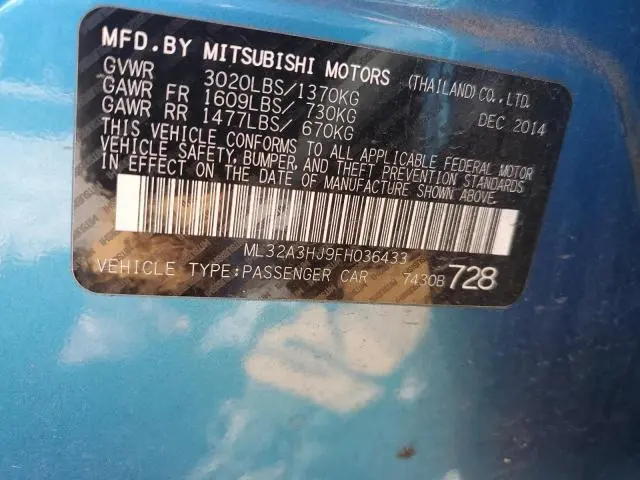 MFD.BY MITSUBISHI MOTORS (THAILAND) CO.,LTD.
GVWR 3020LBS/1370KG DEC 2014
GAWR FR 1609LBS/ 730KG
GAWR RR 1477LBS/ 670KG
THIS VEHICLE CONFORMS TO ALL APPLICABLE FEDERAL MOTOR
VEHICLE SAFETY, BUMPER, AND THEFT PREVENTION STANDARDS
IN EFFECT ON THE DATE OF MANUFACTURE SHOWN ABOVE.
ML32A3HJ9FH036433
VEHICLE TYPE:PASSENGER CAR 7430B 728